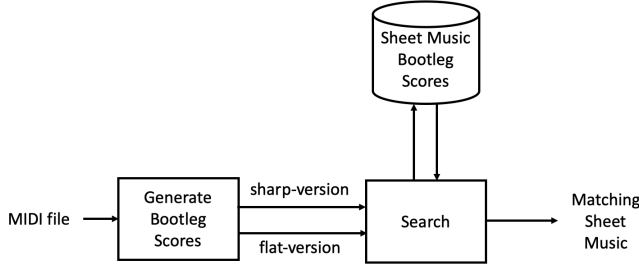 Sheet Music
Bootleg
Scores
MIDI file
Generate
Bootleg
Scores
sharp-version
flat-version
Search
Matching
Sheet
Music